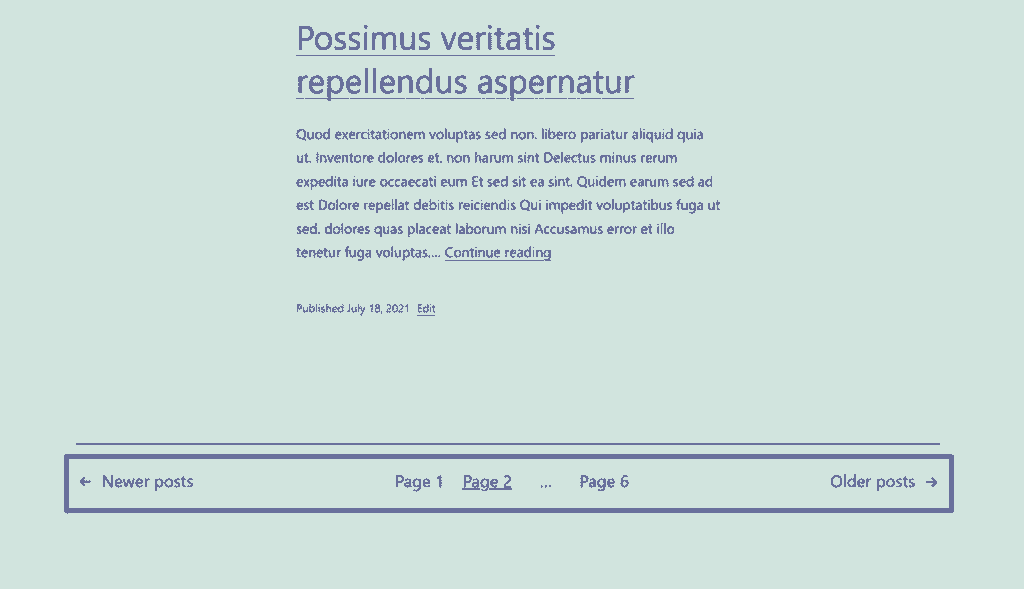 Possimus veritatis
repellendus aspernatur
Quod exercitationem voluptas sed non. libero pariatur aliquid quia
ut. Inventore dolores et. non harum sint Delectus minus rerum
expedita iure occaecati eum Et sed sit ea sint. Quidem earum sed ad
est Dolore repellat debitis reiciendis Qui impedit voluptatibus fuga ut
sed. dolores quas placeat laborum nisi Accusamus error et illo
tenetur fuga voluptas,... Continue reading
Published July 18, 2021 Edit
← Newer posts Page 1 Page 2 ... Page 6 Older posts →